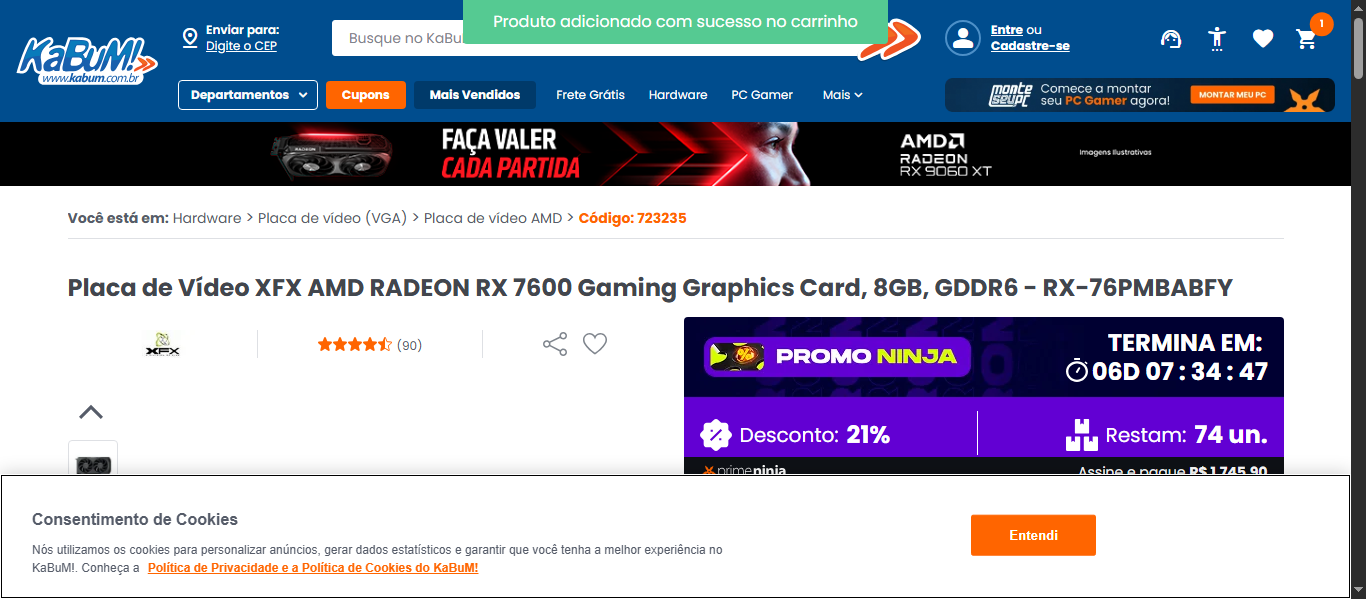 Produto adicionado com sucesso no carrinho
KaBuM!
www.kabum.com.br
Enviar para:
Digite o CEP
Busque no KaBu
Entre ou
Cadastre-se
1
Departamentos
Cupons
Mais Vendidos
Frete Grátis
Hardware
PC Gamer
Mais
monte seu pc
Comece a montar
seu PC Gamer agora!
MONTAR MEU PC
RADEON
FAÇA VALER
CADA PARTIDA
AMD
RADEON
RX 9060 XT
Imagens Ilustrativas
Você está em: Hardware > Placa de vídeo (VGA) > Placa de vídeo AMD > Código: 723235
Placa de Vídeo XFX AMD RADEON RX 7600 Gaming Graphics Card, 8GB, GDDR6 - RX-76PMBABFY
XFX
(90)
PROMO NINJA
TERMINA EM:
06D 07 : 34 : 47
Desconto: 21%
Restam: 74 un.
prime ninja
Assine e pague R$ 1.745,90
Consentimento de Cookies
Nós utilizamos os cookies para personalizar anúncios, gerar dados estatísticos e garantir que você tenha a melhor experiência no
KaBuM!. Conheça a Política de Privacidade e a Política de Cookies do KaBuM!
Entendi